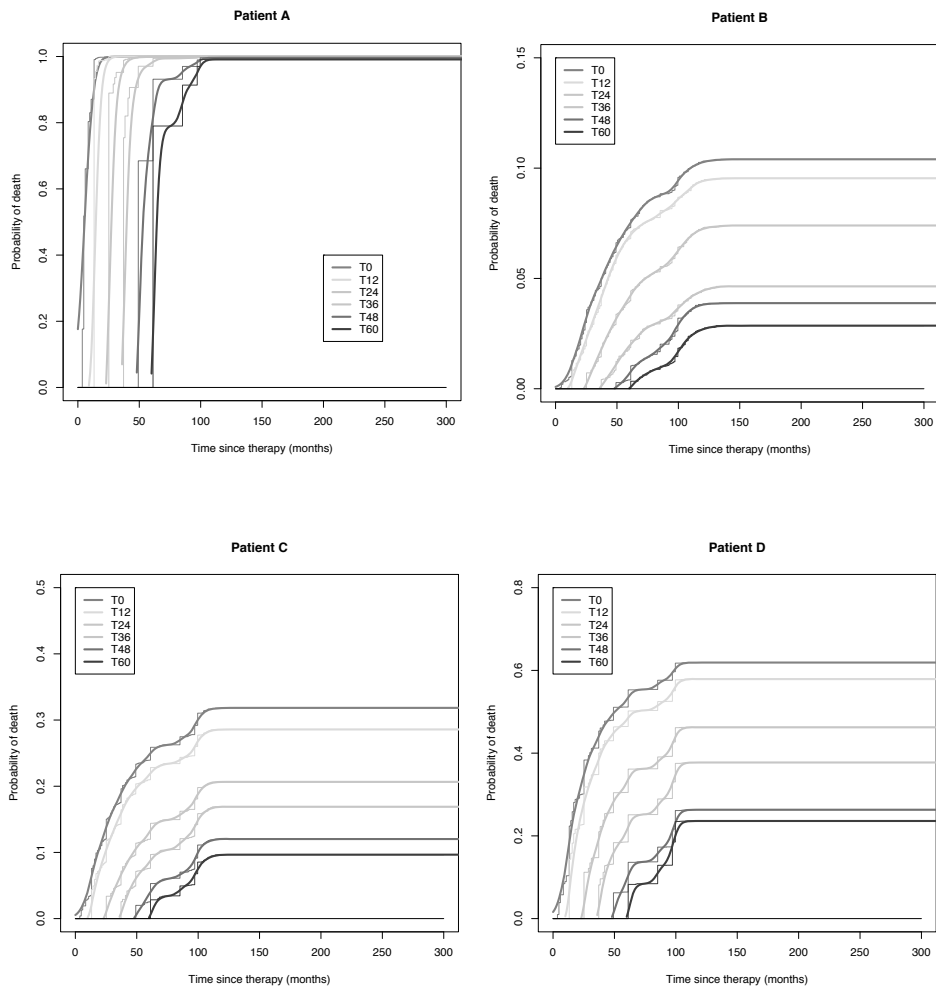 Patient A
Probability of death
0.0 0.2 0.4 0.6 0.8 1.0
T0
T12
T24
T36
T48
T60
0 50 100 150 200 250 300
Time since therapy (months)
Patient B
Probability of death
0.00 0.05 0.10 0.15
T0
T12
T24
T36
T48
T60
0 50 100 150 200 250 300
Time since therapy (months)
Patient C
Probability of death
0.0 0.1 0.2 0.3 0.4 0.5
T0
T12
T24
T36
T48
T60
0 50 100 150 200 250 300
Time since therapy (months)
Patient D
Probability of death
0.0 0.2 0.4 0.6 0.8
T0
T12
T24
T36
T48
T60
0 50 100 150 200 250 300
Time since therapy (months)